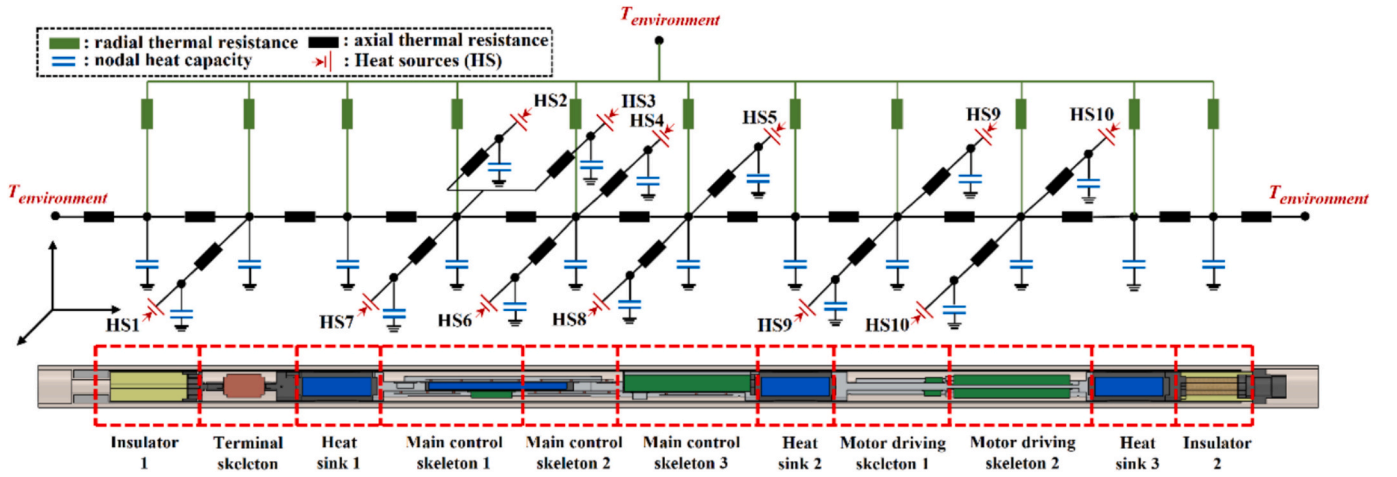 T environment
: radial thermal resistance : axial thermal resistance
: nodal heat capacity : Heat sources (HS)
HS2 HS3 HS4 HS5 HS9 HS10
T environment T environment
HS1 HS7 HS6 HS8 HS9 HS10
Insulator 1
Terminal skeleton
Heat sink 1
Main control skeleton 1
Main control skeleton 2
Main control skeleton 3
Heat sink 2
Motor driving skeleton 1
Motor driving skeleton 2
Heat sink 3
Insulator 2